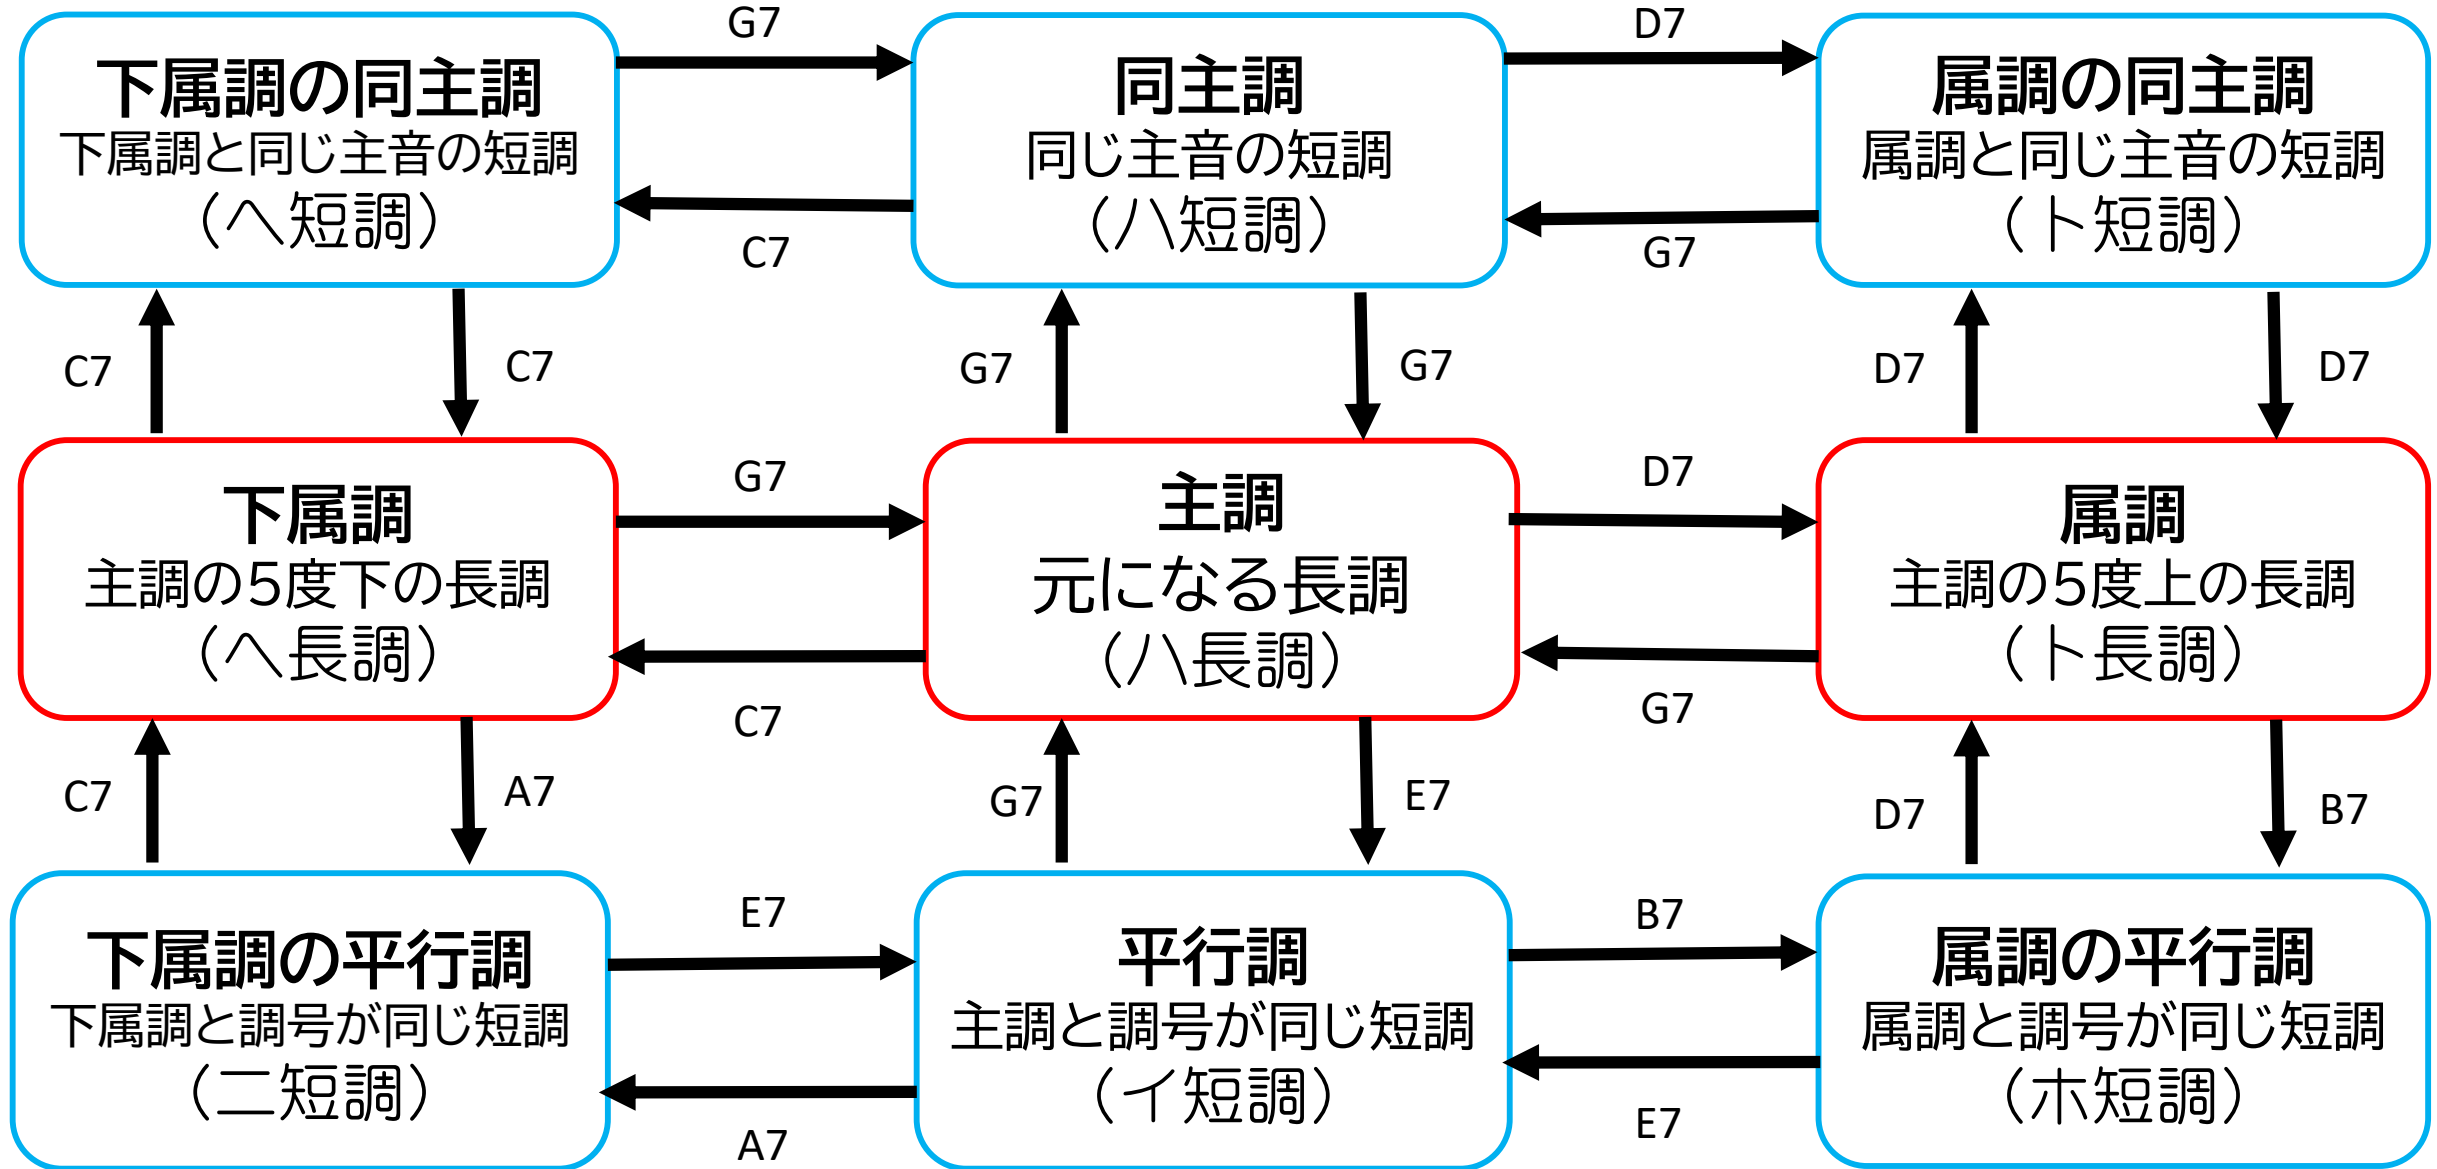 G7
D7
下属調の同主調
下属調と同じ主音の短調
（ヘ短調）
同主調
同じ主音の短調
（ハ短調）
属調の同主調
属調と同じ主音の短調
（ト短調）
C7
G7
C7
C7
G7
G7
D7
D7
下属調
主調の５度下の長調
（ヘ長調）
G7
主調
元になる長調
（ハ長調）
D7
属調
主調の５度上の長調
（ト長調）
C7
G7
C7
A7
G7
E7
D7
B7
下属調の平行調
下属調と調号が同じ短調
（ニ短調）
E7
平行調
主調と調号が同じ短調
（イ短調）
B7
属調の平行調
属調と調号が同じ短調
（ホ短調）
A7
E7